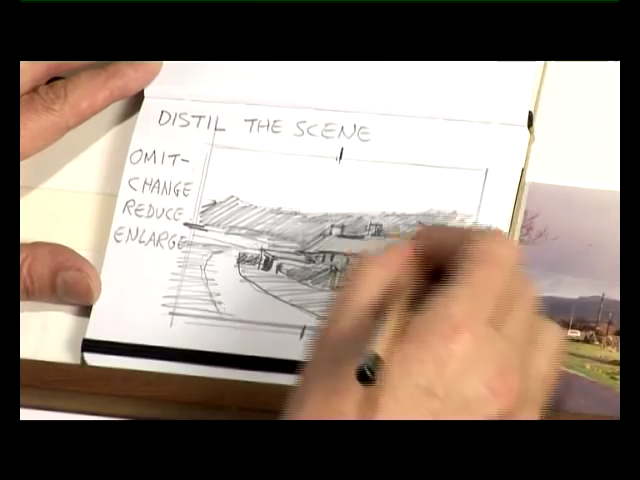 DISTIL THE SCENE
OMIT-
CHANGE
REDUCE
ENLARGE